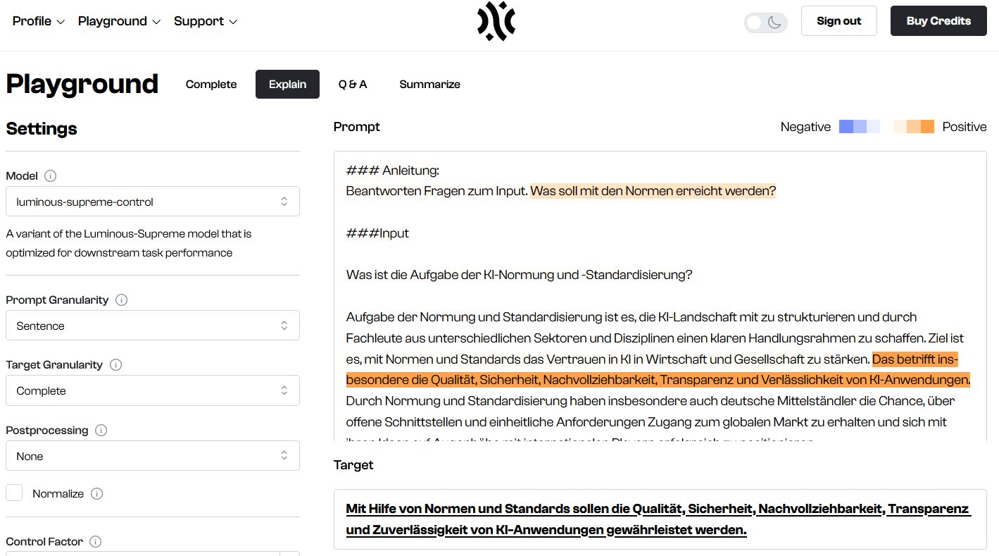 Profile Playground Support Sign out Buy Credits
Playground Complete Explain Q & A Summarize
Settings
Model
luminous-supreme-control
A variant of the Luminous-Supreme model that is
optimized for downstream task performance
Prompt Granularity
Sentence
Target Granularity
Complete
Postprocessing
None
Normalize
Control Factor
Prompt Negative Positive
### Anleitung:
Beantworten Fragen zum Input. Was soll mit den Normen erreicht werden?
###Input
Was ist die Aufgabe der KI-Normung und -Standardisierung?
Aufgabe der Normung und Standardisierung ist es, die KI-Landschaft mit zu strukturieren und durch
Fachleute aus unterschiedlichen Sektoren und Disziplinen einen klaren Handlungsrahmen zu schaffen. Ziel ist
es, mit Normen und Standards das Vertrauen in KI in Wirtschaft und Gesellschaft zu stärken. Das betrifft ins-
besondere die Qualität, Sicherheit, Nachvollziehbarkeit, Transparenz und Verlässlichkeit von KI-Anwendungen.
Durch Normung und Standardisierung haben insbesondere auch deutsche Mittelständler die Chance, über
offene Schnittstellen und einheitliche Anforderungen Zugang zum globalen Markt zu erhalten und sich mit
Target
Mit Hilfe von Normen und Standards sollen die Qualität, Sicherheit, Nachvollziehbarkeit, Transparenz
und Zuverlässigkeit von KI-Anwendungen gewährleistet werden.